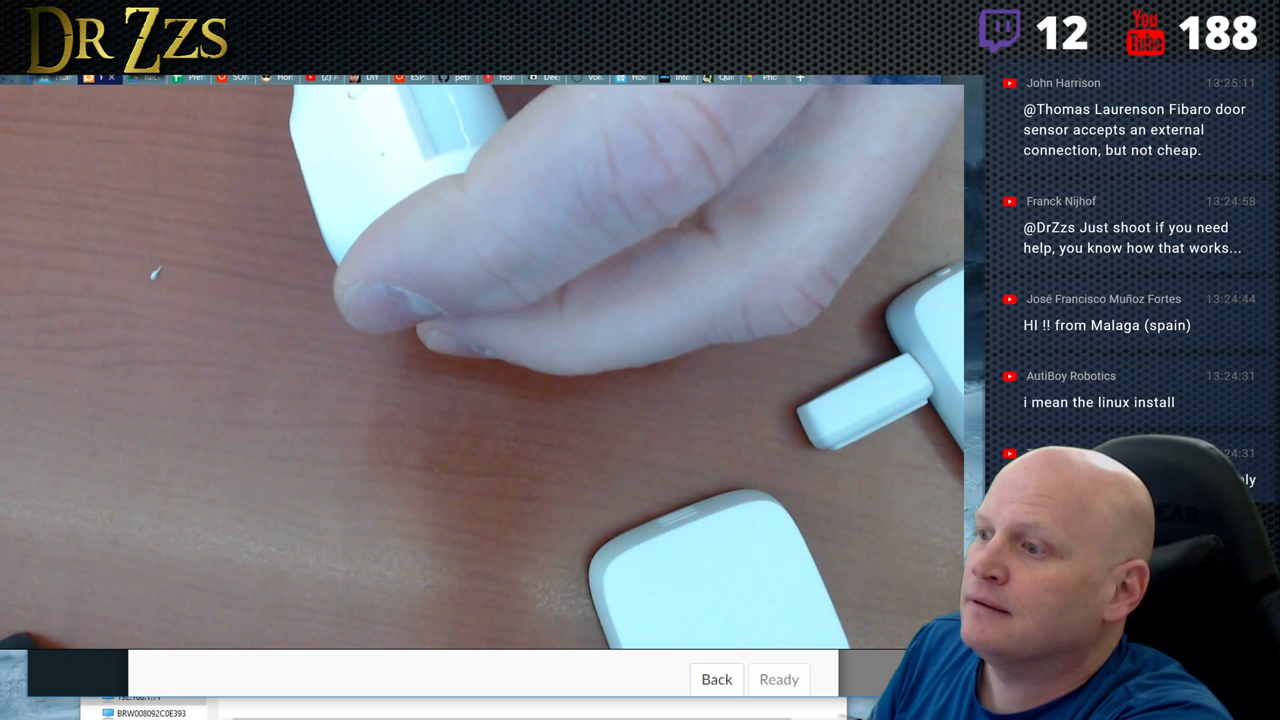 DR ZZS
12
You
Tube
188
John Harrison 13:25:11
@Thomas Laurenson Fibaro door
sensor accepts an external
connection, but not cheap.
Franck Nijhof 13:24:58
@DrZzs Just shoot if you need
help, you know how that works...
José Francisco Muñoz Fortes 13:24:44
HI !! from Malaga (spain)
AutiBoy Robotics 13:24:31
i mean the linux install
24:31
Back
Ready
BRW008092C0E393